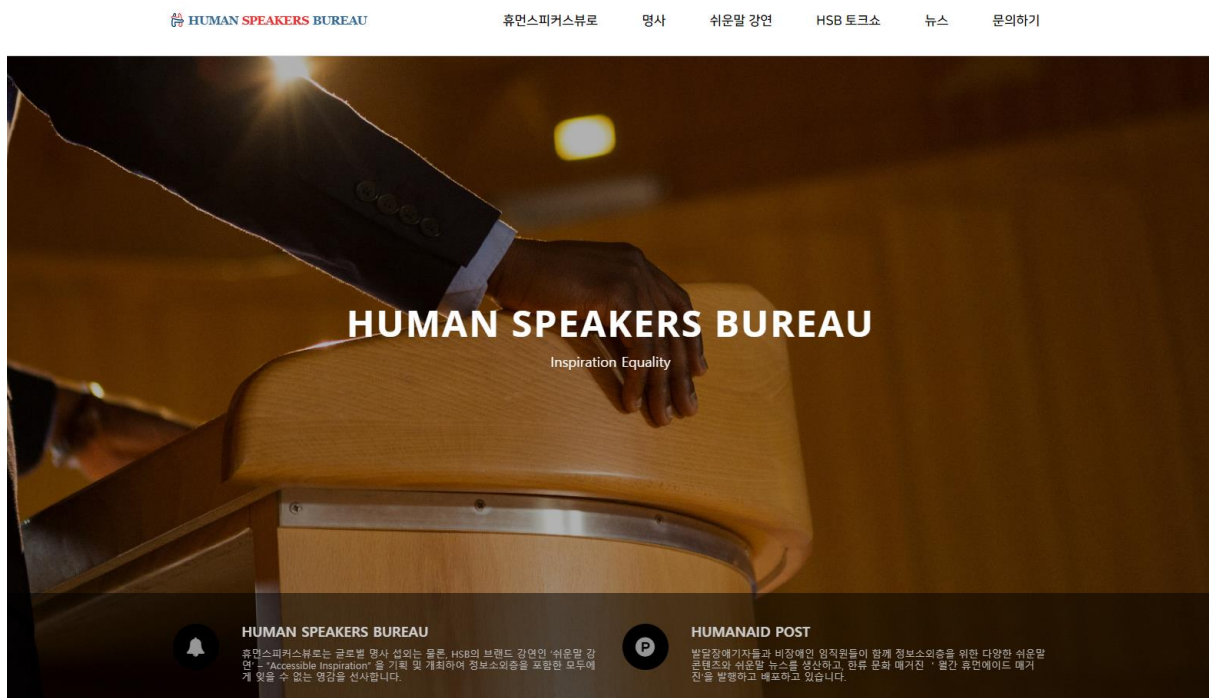 HUMAN SPEAKERS BUREAU
휴먼스피커스뷰로
명사
쉬운말 강연
HSB 토크쇼
뉴스
문의하기
HUMAN SPEAKERS BUREAU
Inspiration Equality
HUMAN SPEAKERS BUREAU
휴먼스피커스뷰로는 글로벌 명사 섭외는 물론, HSB의 브랜드 강연인 ‘쉬운말 강
연’ – “Accessible Inspiration” 을 기획 및 개최하여 정보소외층을 포함한 모두에
게 잊을 수 없는 영감을 선사합니다.
P
HUMANAID POST
발달장애기자들과 비장애인 임직원들이 함께 정보소외층을 위한 다양한 쉬운말
콘텐츠와 쉬운말 뉴스를 생산하고, 한류 문화 매거진 ‘월간 휴먼에이드 매거
진’을 발행하고 배포하고 있습니다.